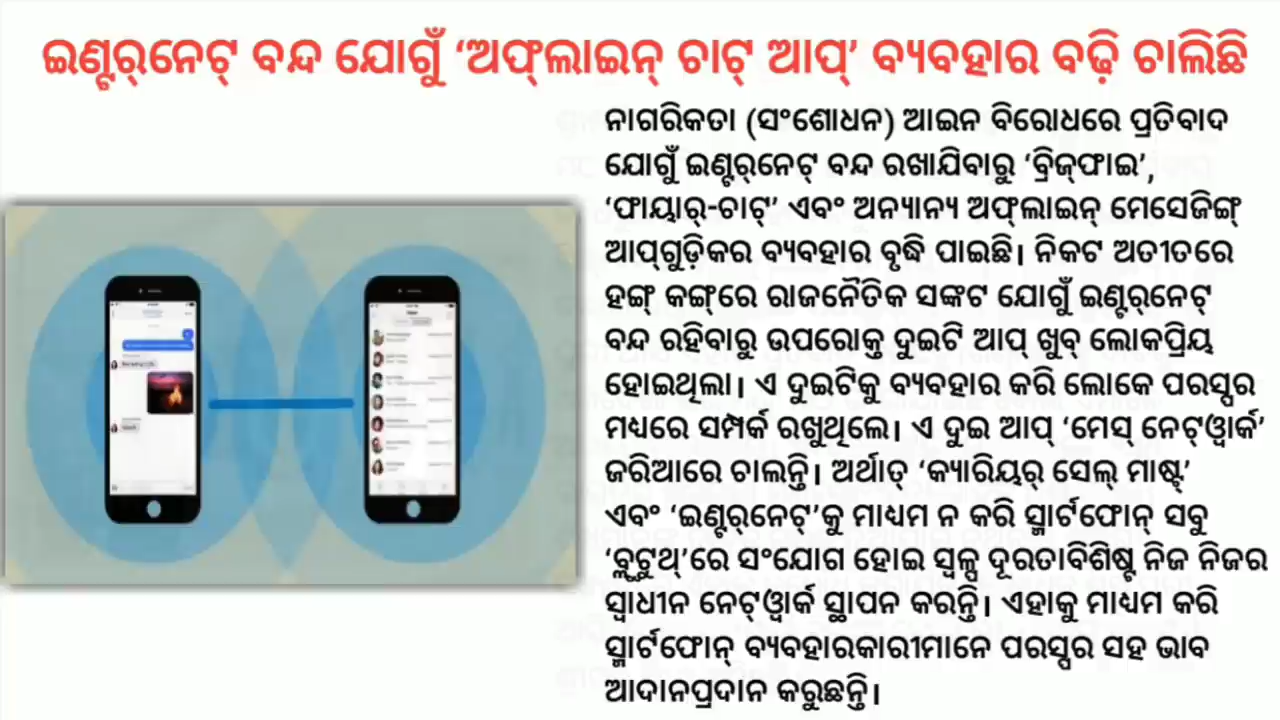 ଇଣ୍ଟର୍‌ନେଟ୍ ବନ୍ଦ ଯୋଗୁଁ ‘ଅଫ୍‌ଲାଇନ୍ ଚାଟ୍ ଆପ୍’ ବ୍ୟବହାର ବଢ଼ି ଚାଲିଛି
ନାଗରିକତା (ସଂଶୋଧନ) ଆଇନ ବିରୋଧରେ ପ୍ରତିବାଦ
ଯୋଗୁଁ ଇଣ୍ଟର୍‌ନେଟ୍ ବନ୍ଦ ରଖାଯିବାରୁ ‘ବ୍ରିଜ୍‌ଫାଇ’,
‘ଫାୟାର୍-ଚାଟ୍’ ଏବଂ ଅନ୍ୟାନ୍ୟ ଅଫ୍‌ଲାଇନ୍ ମେସେଜିଙ୍ଗ୍
ଆପ୍‌ଗୁଡ଼ିକର ବ୍ୟବହାର ବୃଦ୍ଧି ପାଇଛି। ନିକଟ ଅତୀତରେ
ହଙ୍ଗ୍ କଙ୍ଗ୍‌ରେ ରାଜନୈତିକ ସଙ୍କଟ ଯୋଗୁଁ ଇଣ୍ଟର୍‌ନେଟ୍
ବନ୍ଦ ରହିବାରୁ ଉପରୋକ୍ତ ଦୁଇଟି ଆପ୍ ଖୁବ୍ ଲୋକପ୍ରିୟ
ହୋଇଥିଲା। ଏ ଦୁଇଟିକୁ ବ୍ୟବହାର କରି ଲୋକେ ପରସ୍ପର
ମଧ୍ୟରେ ସମ୍ପର୍କ ରଖୁଥିଲେ। ଏ ଦୁଇ ଆପ୍ ‘ମେସ୍ ନେଟ୍‌ୱାର୍କ’
ଜରିଆରେ ଚାଲନ୍ତି। ଅର୍ଥାତ୍ ‘କ୍ୟାରିୟର୍ ସେଲ୍ ମାଷ୍ଟ୍’
ଏବଂ ‘ଇଣ୍ଟର୍‌ନେଟ୍’କୁ ମାଧ୍ୟମ ନ କରି ସ୍ମାର୍ଟଫୋନ୍ ସବୁ
‘ବ୍ଲୁଟୁଥ୍’ରେ ସଂଯୋଗ ହୋଇ ସ୍ୱଳ୍ପ ଦୂରତାବିଶିଷ୍ଟ ନିଜ ନିଜର
ସ୍ୱାଧୀନ ନେଟ୍‌ୱାର୍କ ସ୍ଥାପନ କରନ୍ତି। ଏହାକୁ ମାଧ୍ୟମ କରି
ସ୍ମାର୍ଟଫୋନ୍ ବ୍ୟବହାରକାରୀମାନେ ପରସ୍ପର ସହ ଭାବ
ଆଦାନପ୍ରଦାନ କରୁଛନ୍ତି।